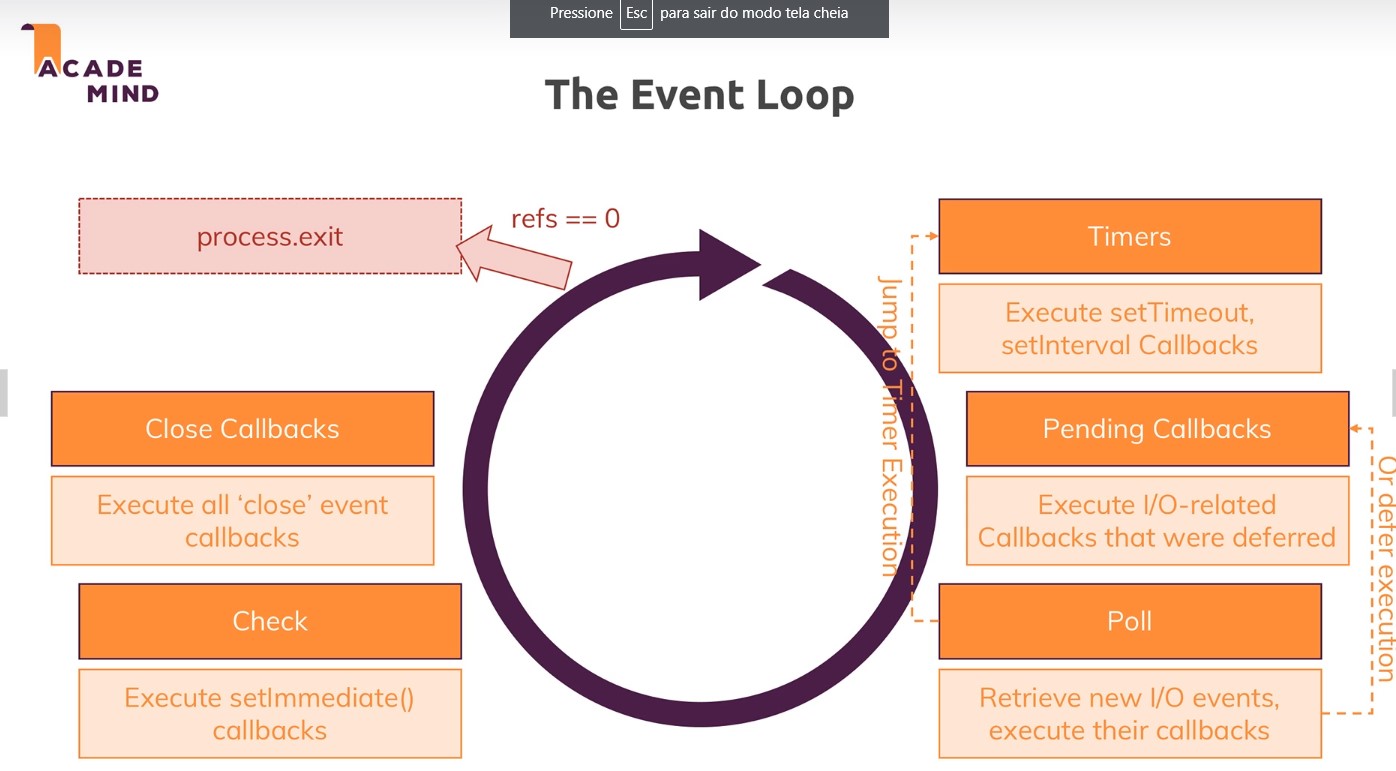 Pressione Esc para sair do modo tela cheia
ACADE
MIND
The Event Loop
process.exit
refs == 0
Timers
Execute setTimeout,
setInterval Callbacks
Jump to Timer Execution
Close Callbacks
Execute all ‘close’ event
callbacks
Pending Callbacks
Execute I/O-related
Callbacks that were deferred
Or defer execution
Check
Execute setImmediate()
callbacks
Poll
Retrieve new I/O events,
execute their callbacks